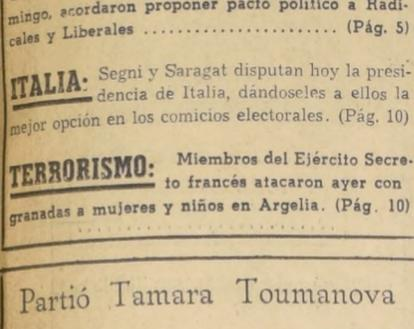 mingo, acordaron proponer pacto político a Radi-
cales y Liberales .......................... (Pág. 5)
ITALIA: Segni y Saragat disputan hoy la presi-
dencia de Italia, dándoseles a ellos la
mejor opción en los comicios electorales. (Pág. 10)
TERRORISMO: Miembros del Ejército Secre-
to francés atacaron ayer con
granadas a mujeres y niños en Argelia. (Pág. 10)
Partió Tamara Toumanova